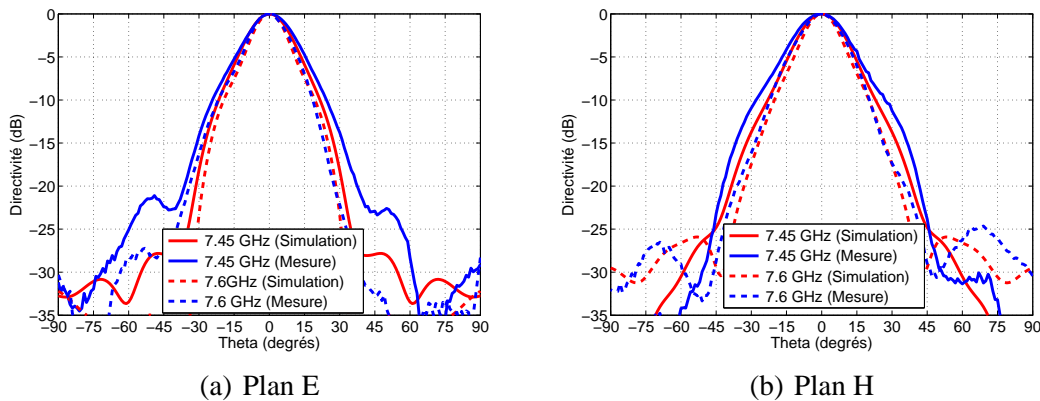 0
−5
−10
−15
−20
−25
−30
−35
Directivité (dB)
−90 −75 −60 −45 −30 −15 0 15 30 45 60 75 90
Theta (degrés)
7.45 GHz (Simulation)
7.45 GHz (Mesure)
7.6GHz (Simulation)
7.6 GHz (Mesure)
(a) Plan E
0
−5
−10
−15
−20
−25
−30
−35
Directivité (dB)
−90 −75 −60 −45 −30 −15 0 15 30 45 60 75 90
Theta (degrés)
7.45 GHz (Simulation)
7.45 GHz (Mesure)
7.6 GHz (Simulation)
7.6 GHz (Mesure)
(b) Plan H